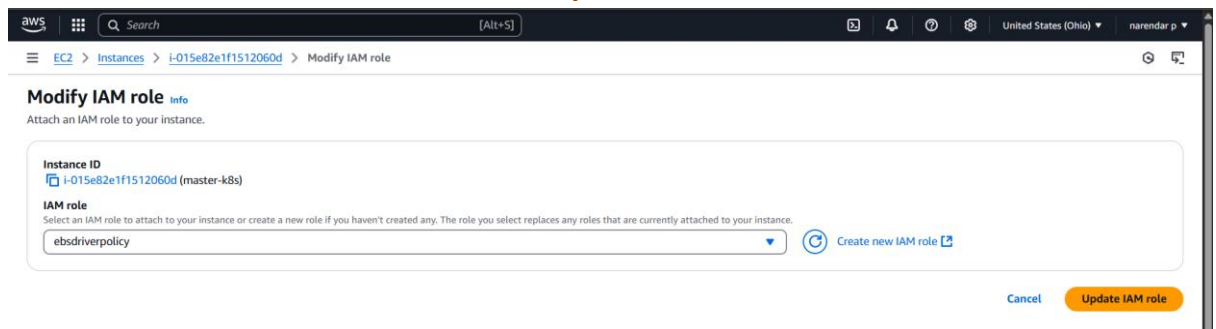 aws
Search [Alt+S] United States (Ohio) narendar p
EC2 > Instances > i-015e82e1f1512060d > Modify IAM role
Modify IAM role Info
Attach an IAM role to your instance.
Instance ID
i-015e82e1f1512060d (master-k8s)
IAM role
Select an IAM role to attach to your instance or create a new role if you haven't created any. The role you select replaces any roles that are currently attached to your instance.
ebsdriverpolicy Create new IAM role
Cancel Update IAM role